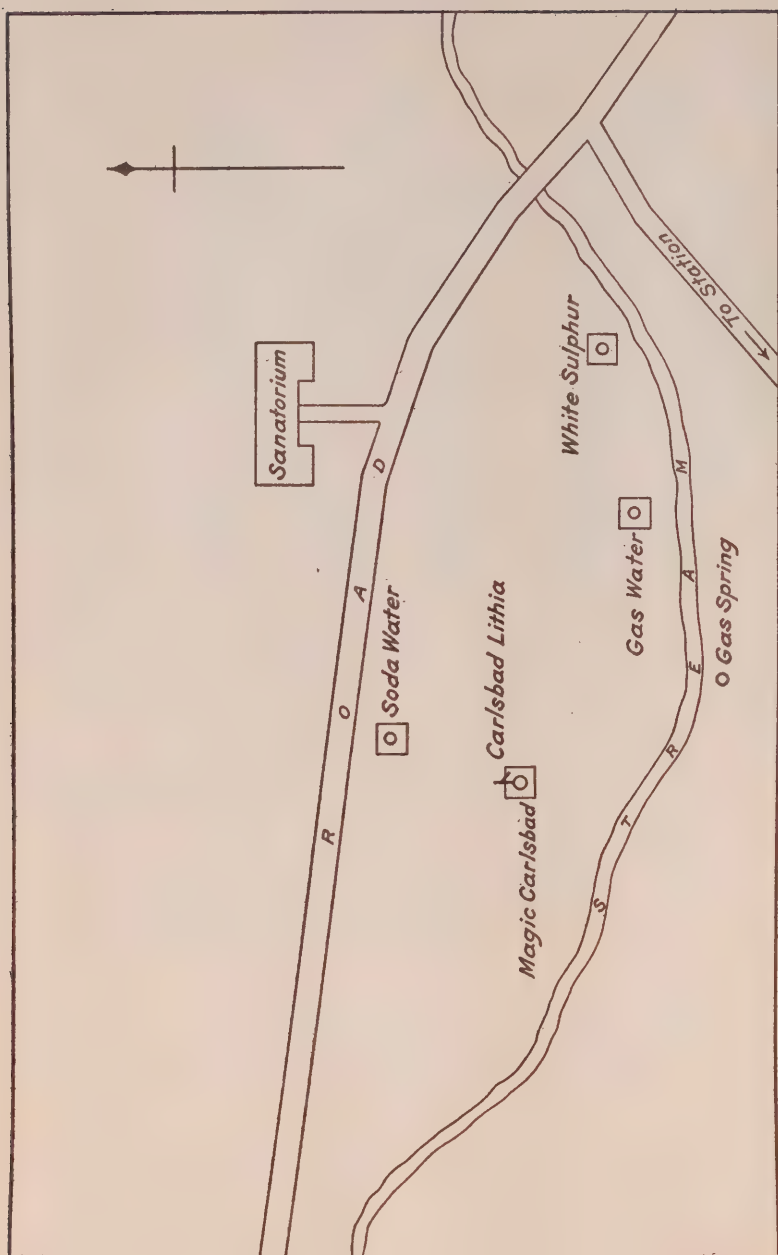 Sanatorium
ROAD
Soda Water
Carlsbad Lithia
Magic Carlsbad
White Sulphur
Gas Water
STREAM
Gas Spring
To Station